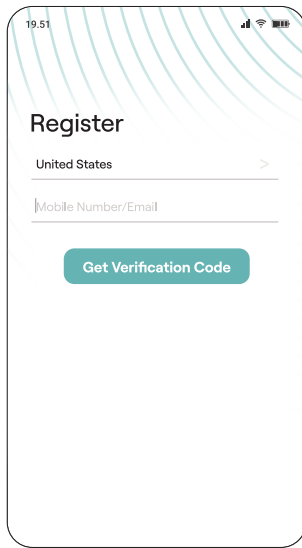 19.51
Register
United States >
Mobile Number/Email
Get Verification Code